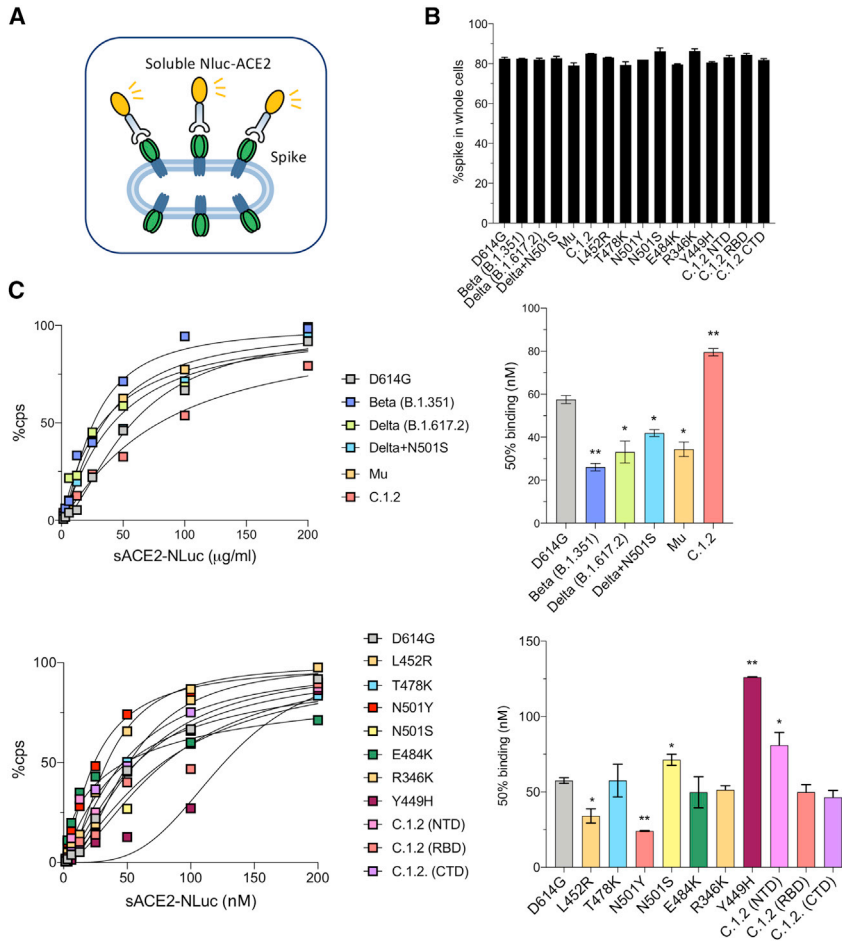 A
Soluble Nluc-ACE2
Spike
B
%spike in whole cells
100
80
60
40
20
0
D614G
Beta (B.1.351)
Delta (B.1.617.2)
Delta+N501S
Mu
C.1.2
L452R
T478K
N501Y
N501S
E484K
R346K
Y449H
C.1.2 NTD
C.1.2 RBD
C.1.2 CTD
C
%cps
100
50
0
0 50 100 150 200
sACE2-NLuc (μg/ml)
D614G
Beta (B.1.351)
Delta (B.1.617.2)
Delta+N501S
Mu
C.1.2
50% binding (nM)
100
80
60
40
20
0
**
*
*
*
**
D614G
Beta (B.1.351)
Delta (B.1.617.2)
Delta+N501S
Mu
C.1.2
%cps
100
50
0
0 50 100 150 200
sACE2-NLuc (nM)
D614G
L452R
T478K
N501Y
N501S
E484K
R346K
Y449H
C.1.2 (NTD)
C.1.2 (RBD)
C.1.2. (CTD)
50% binding (nM)
150
100
50
0
*
**
*
**
*
D614G
L452R
T478K
N501Y
N501S
E484K
R346K
Y449H
C.1.2 (NTD)
C.1.2 (RBD)
C.1.2. (CTD)